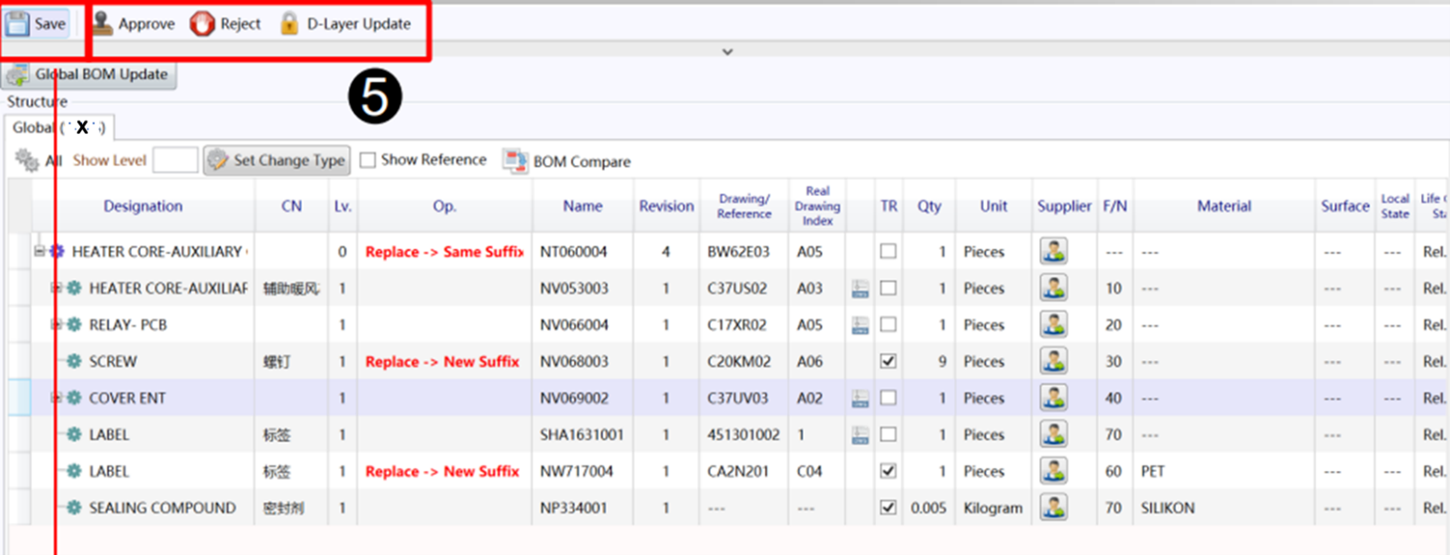 Save Approve Reject D-Layer Update
Global BOM Update
5
Structure
Global ( X )
All Show Level Set Change Type Show Reference BOM Compare
Designation CN Lv. Op. Name Revision Drawing/ Reference Real Drawing Index TR Qty Unit Supplier F/N Material Surface Local State Life
HEATER CORE-AUXILIARY 0 Replace -> Same Suffix NT060004 4 BW62E03 A05 1 Pieces --- --- --- --- Rel.
HEATER CORE-AUXILIAR 辅助暖风 1 NV053003 1 C37US02 A03 1 Pieces 10 --- --- --- Rel.
RELAY- PCB 1 NV066004 1 C17XR02 A05 1 Pieces 20 --- --- --- Rel.
SCREW 螺钉 1 Replace -> New Suffix NV068003 1 C20KM02 A06 9 Pieces 30 --- --- --- Rel.
COVER ENT 1 NV069002 1 C37UV03 A02 1 Pieces 40 --- --- --- Rel.
LABEL 标签 1 SHA1631001 1 451301002 1 1 Pieces 70 --- --- --- Rel.
LABEL 标签 1 Replace -> New Suffix NW717004 1 CA2N201 C04 1 Pieces 60 PET --- --- Rel.
SEALING COMPOUND 密封剂 1 NP334001 1 --- --- 0.005 Kilogram 70 SILIKON --- --- Rel.